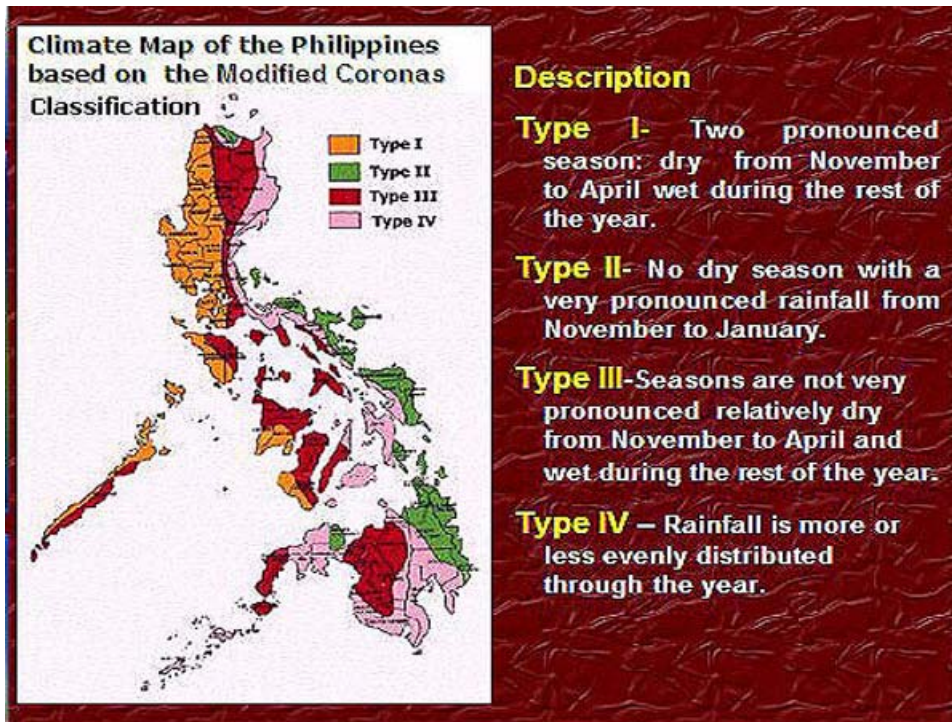 Climate Map of the Philippines
based on the Modified Coronas
Classification
Type I
Type II
Type III
Type IV
Description
Type I- Two pronounced
season: dry from November
to April wet during the rest of
the year.
Type II- No dry season with a
very pronounced rainfall from
November to January.
Type III-Seasons are not very
pronounced relatively dry
from November to April and
wet during the rest of the year.
Type IV – Rainfall is more or
less evenly distributed
through the year.